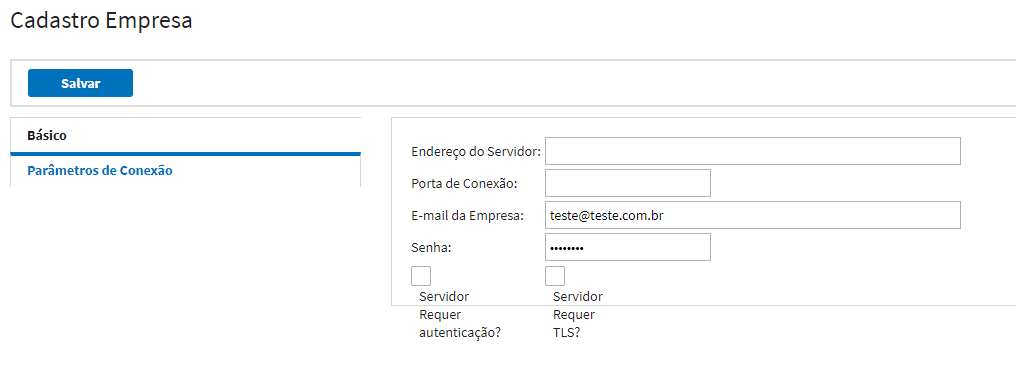 Cadastro Empresa
Salvar
Básico
Parâmetros de Conexão
Endereço do Servidor:
Porta de Conexão:
E-mail da Empresa: teste@teste.com.br
Senha: ••••••••
Servidor Requer autenticação?
Servidor Requer TLS?